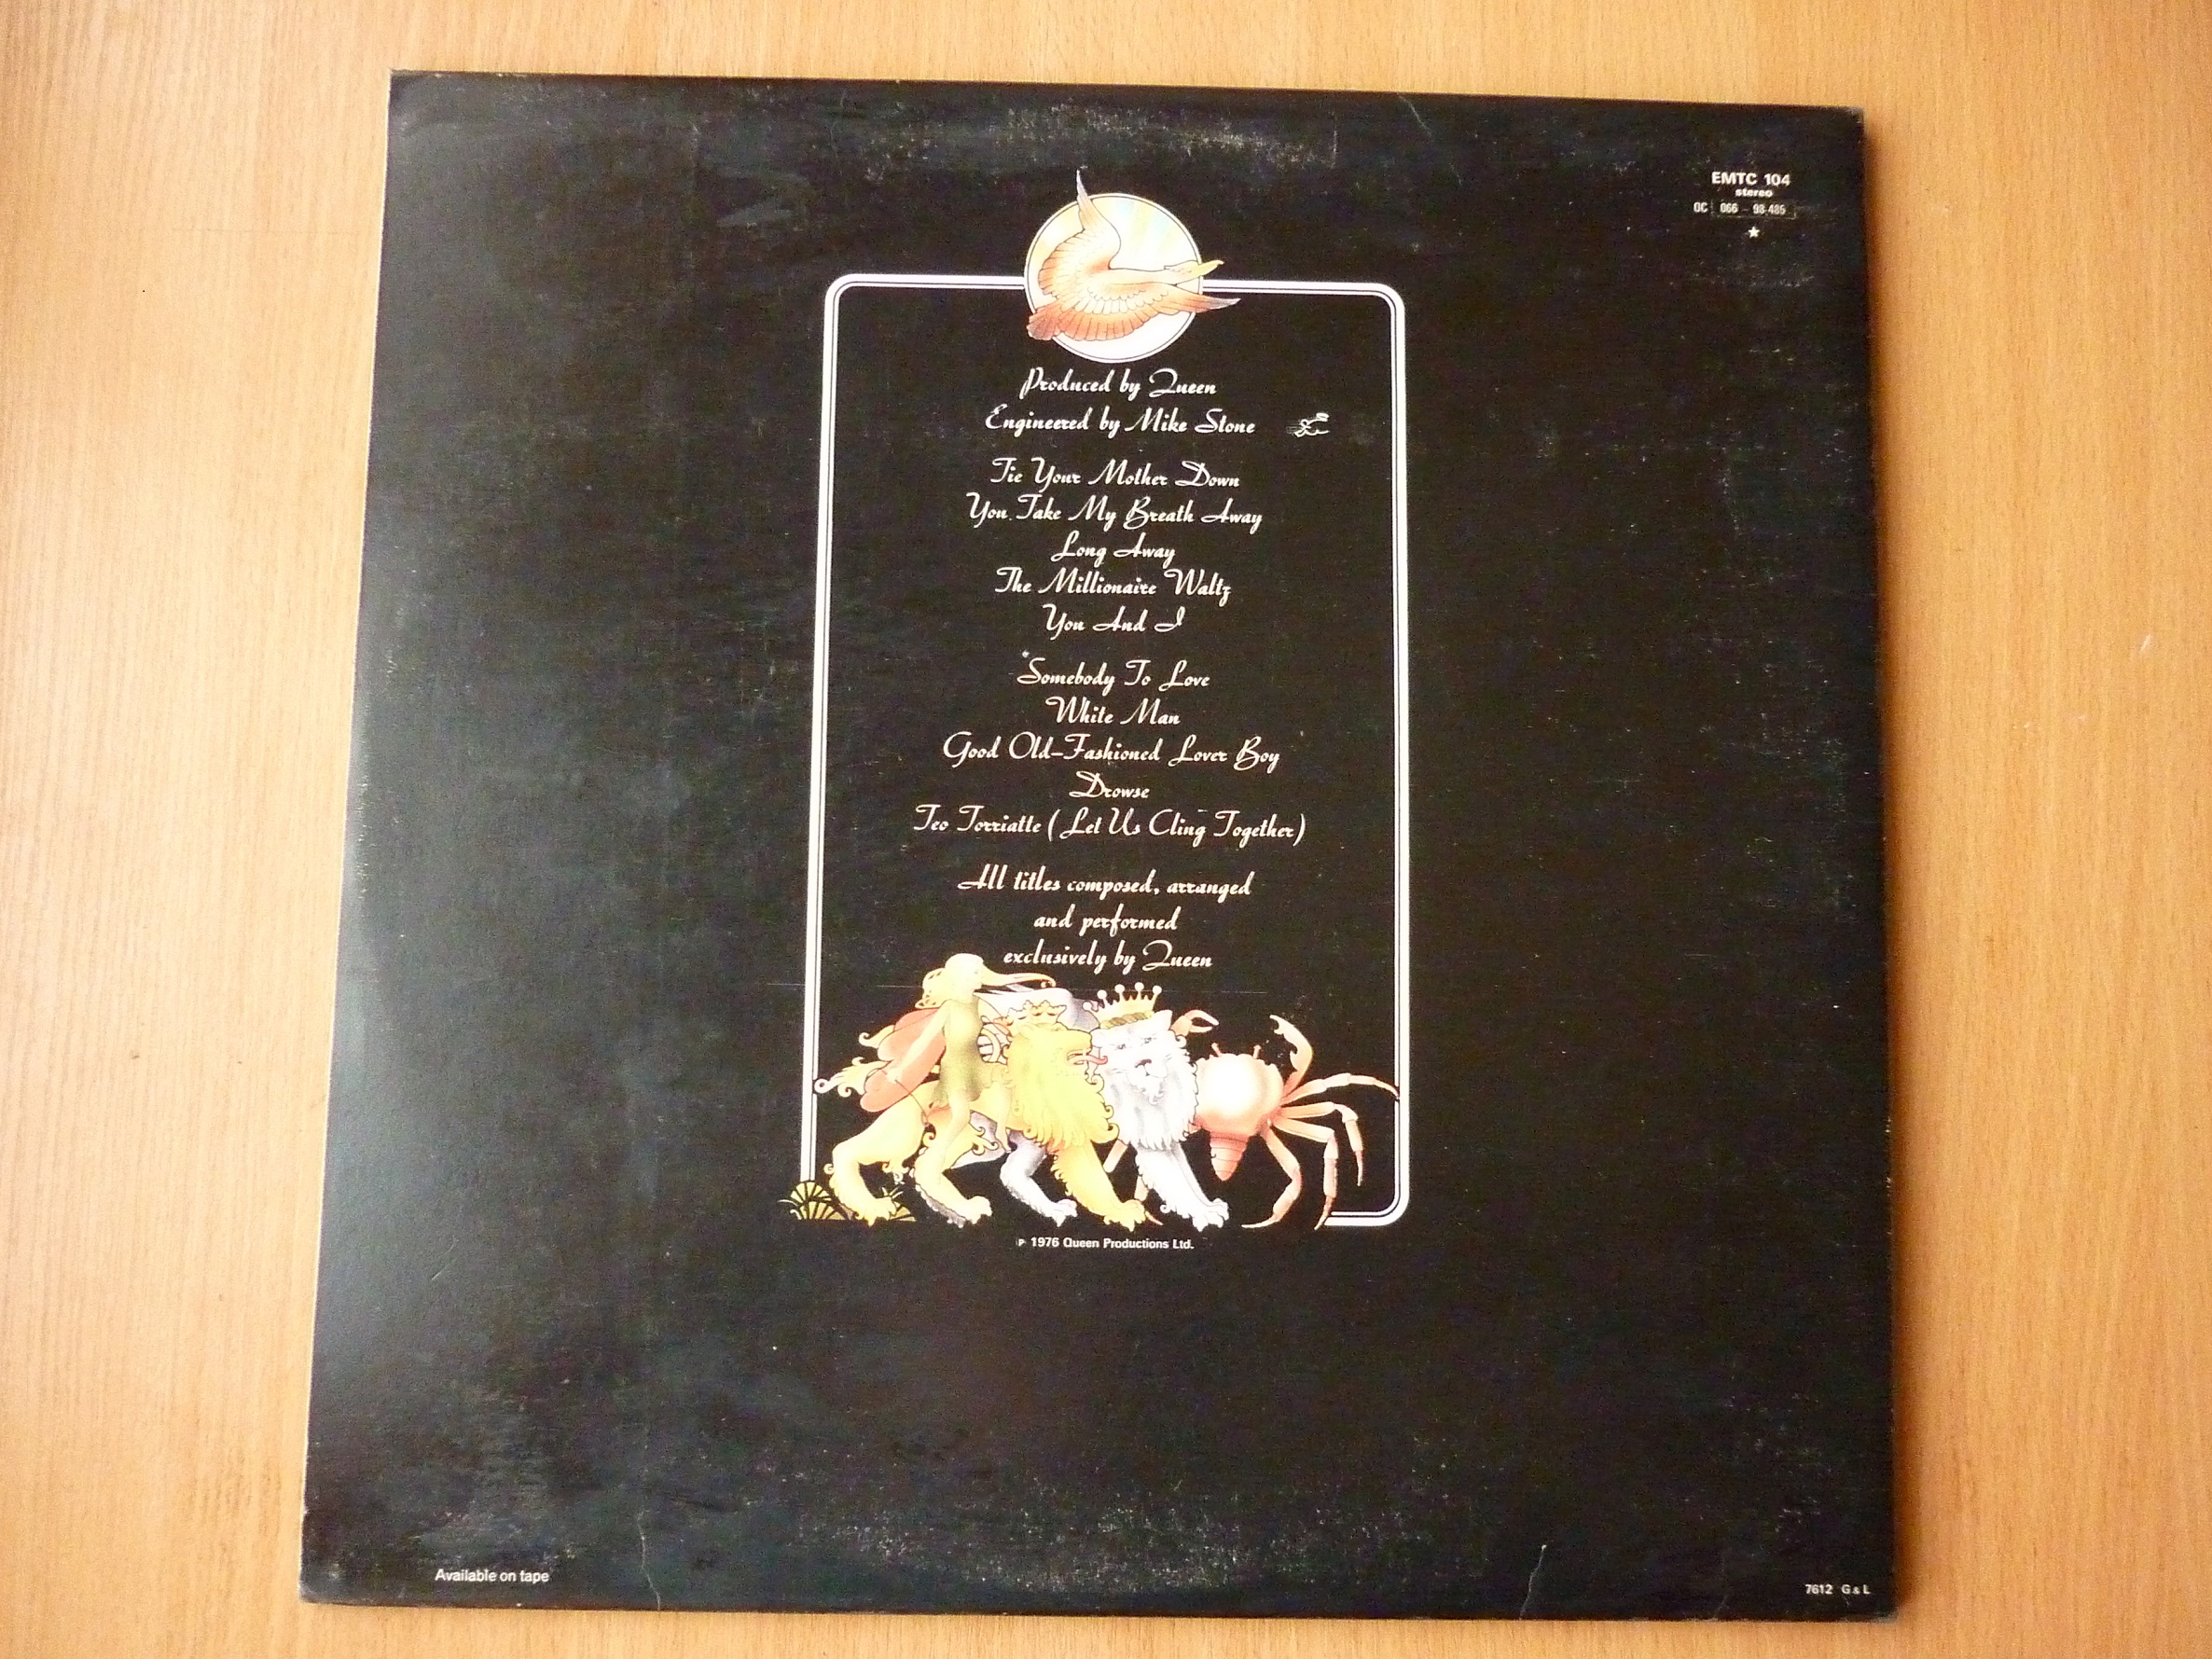 EMTC 104
stereo
OC 066 - 98 485
Produced by Queen
Engineered by Mike Stone
Tie Your Mother Down
You Take My Breath Away
Long Away
The Millionaire Waltz
You And I
Somebody To Love
White Man
Good Old-Fashioned Lover Boy
Drowse
Teo Torriatte (Let Us Cling Together)
All titles composed, arranged
and performed
exclusively by Queen
℗ 1976 Queen Productions Ltd.
Available on tape
7612 G & L